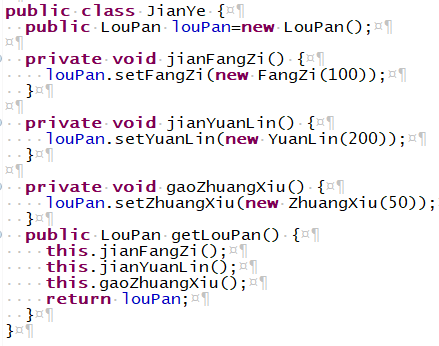 public class JianYe {
  public LouPan louPan=new LouPan();

  private void jianFangZi() {
    louPan.setFangZi(new FangZi(100));
  }

  private void jianYuanLin() {
    louPan.setYuanLin(new YuanLin(200));
  }

  private void gaoZhuangXiu() {
    louPan.setZhuangXiu(new ZhuangXiu(50));
  }
  public LouPan getLouPan() {
    this.jianFangZi();
    this.jianYuanLin();
    this.gaoZhuangXiu();
    return louPan;
  }
}